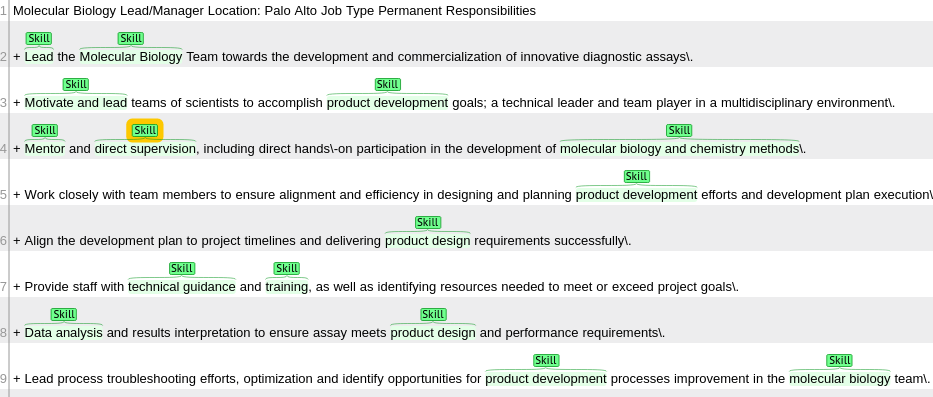 1 Molecular Biology Lead/Manager Location: Palo Alto Job Type Permanent Responsibilities
Skill Skill
2 + Lead the Molecular Biology Team towards the development and commercialization of innovative diagnostic assays\.
Skill Skill
3 + Motivate and lead teams of scientists to accomplish product development goals; a technical leader and team player in a multidisciplinary environment\.
Skill Skill Skill
4 + Mentor and direct supervision, including direct hands\-on participation in the development of molecular biology and chemistry methods\.
Skill
5 + Work closely with team members to ensure alignment and efficiency in designing and planning product development efforts and development plan execution\
Skill
6 + Align the development plan to project timelines and delivering product design requirements successfully\.
Skill Skill
7 + Provide staff with technical guidance and training, as well as identifying resources needed to meet or exceed project goals\.
Skill Skill
8 + Data analysis and results interpretation to ensure assay meets product design and performance requirements\.
Skill Skill
9 + Lead process troubleshooting efforts, optimization and identify opportunities for product development processes improvement in the molecular biology team\.